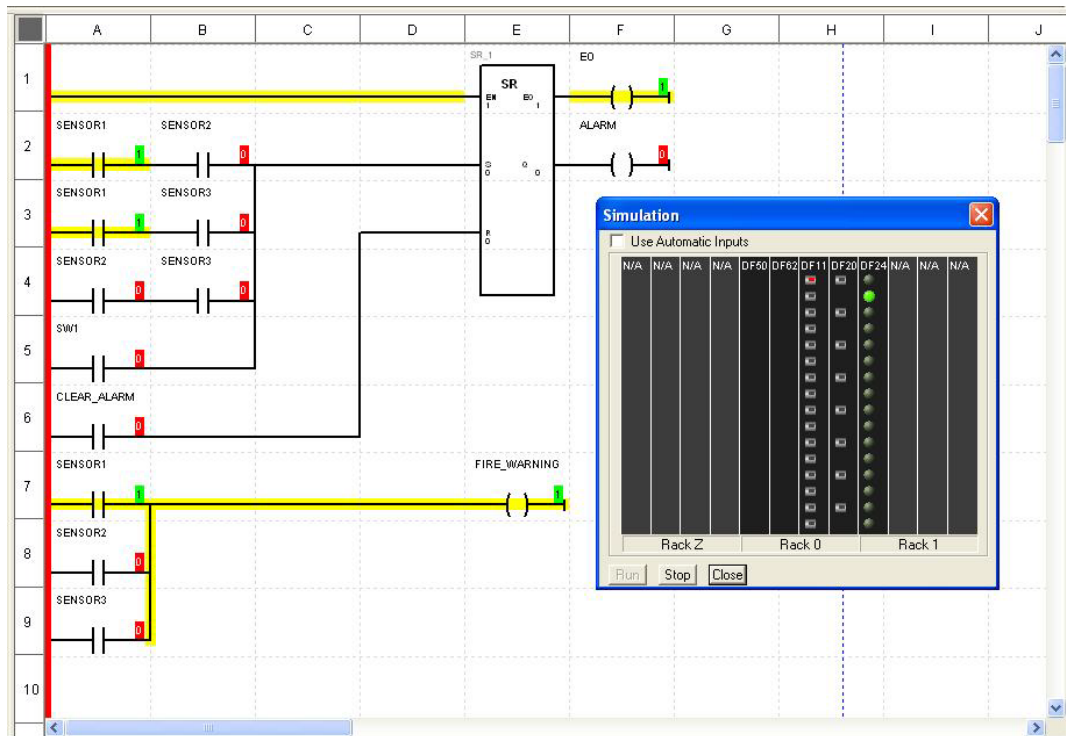 A B C D E F G H I J
SR_1 E0
1 SR 1
EN E0
1 1
SENSOR1 SENSOR2 ALARM
2 1 0 0
S Q
0 0
SENSOR1 SENSOR3
3 1 0
R
0
SENSOR2 SENSOR3
4 0 0
SW1
5 0
CLEAR_ALARM
6 0
SENSOR1 FIRE_WARNING
7 1 1
SENSOR2
8 0
SENSOR3
9 0
10
Simulation
Use Automatic Inputs
N/A N/A N/A N/A DF50 DF62 DF11 DF20 DF24 N/A N/A N/A
Rack Z Rack 0 Rack 1
Run Stop Close